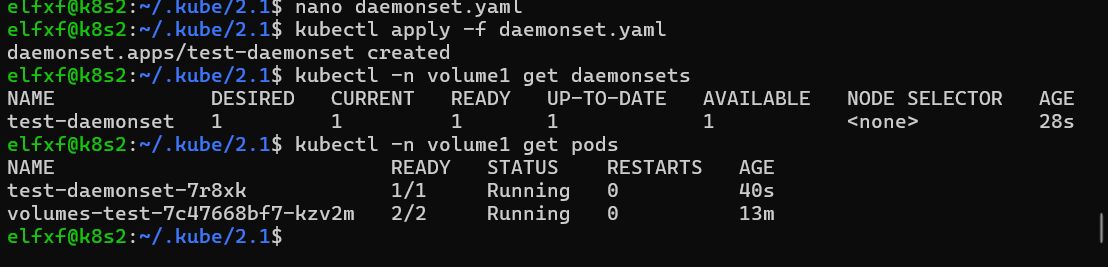 elfxf@k8s2:~/.kube/2.1$ nano daemonset.yaml
elfxf@k8s2:~/.kube/2.1$ kubectl apply -f daemonset.yaml
daemonset.apps/test-daemonset created
elfxf@k8s2:~/.kube/2.1$ kubectl -n volume1 get daemonsets
NAME             DESIRED   CURRENT   READY   UP-TO-DATE   AVAILABLE   NODE SELECTOR   AGE
test-daemonset   1         1         1       1            1           <none>          28s
elfxf@k8s2:~/.kube/2.1$ kubectl -n volume1 get pods
NAME                            READY   STATUS    RESTARTS   AGE
test-daemonset-7r8xk            1/1     Running   0          40s
volumes-test-7c47668bf7-kzv2m   2/2     Running   0          13m
elfxf@k8s2:~/.kube/2.1$